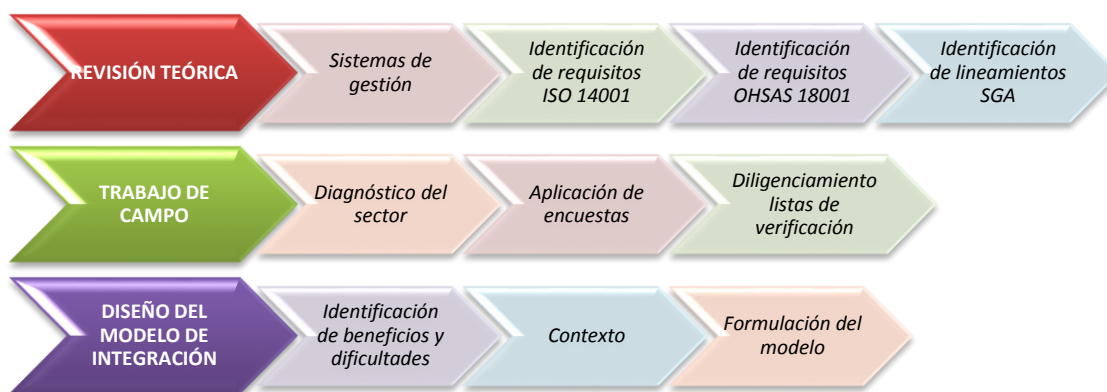 REVISIÓN TEÓRICA
Sistemas de
gestión
Identificación
de requisitos
ISO 14001
Identificación
de requisitos
OHSAS 18001
Identificación
de lineamientos
SGA
TRABAJO DE
CAMPO
Diagnóstico del
sector
Aplicación de
encuestas
Diligenciamiento
listas de
verificación
DISEÑO DEL
MODELO DE
INTEGRACIÓN
Identificación
de beneficios y
dificultades
Contexto
Formulación del
modelo